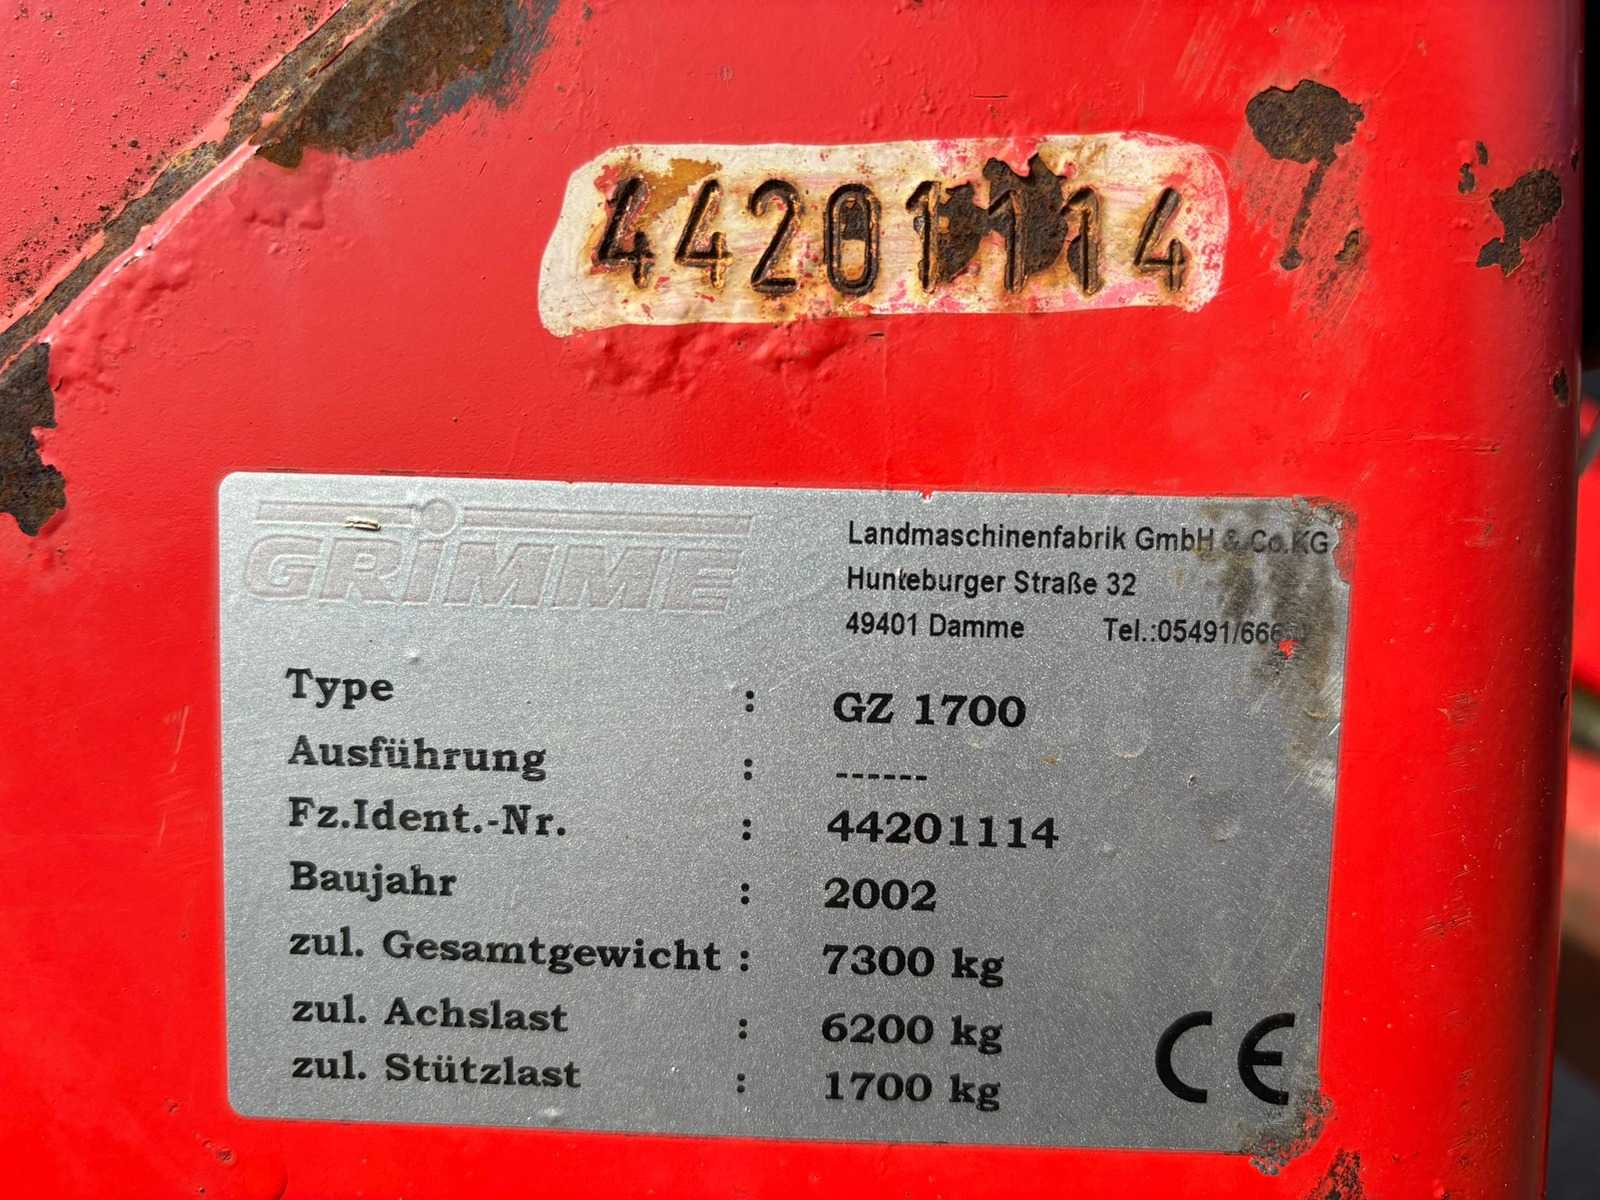 44201114
GRiMME
Landmaschinenfabrik GmbH & Co.KG
Hunteburger Straße 32
49401 Damme Tel.:
Type : GZ 1700
Ausführung : ------
Fz.Ident.-Nr. : 44201114
Baujahr : 2002
zul. Gesamtgewicht : 7300 kg
zul. Achslast : 6200 kg
zul. Stützlast : 1700 kg
CE